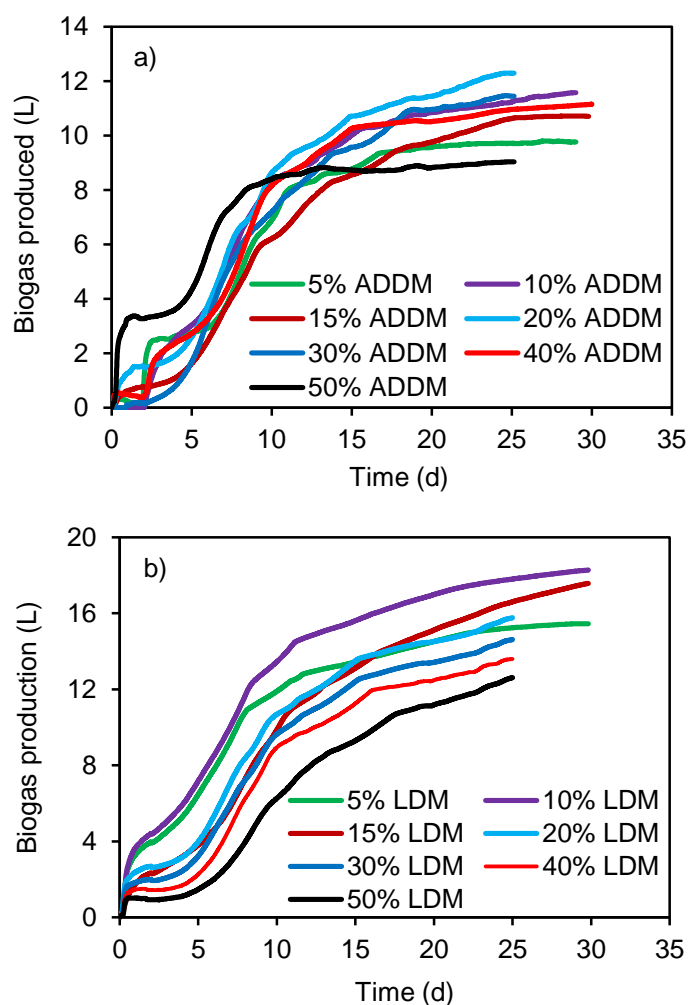 a)
Biogas produced (L)
14
12
10
8
6
4
2
0
0 5 10 15 20 25 30 35
Time (d)
5% ADDM 10% ADDM
15% ADDM 20% ADDM
30% ADDM 40% ADDM
50% ADDM
b)
Biogas production (L)
20
16
12
8
4
0
0 5 10 15 20 25 30 35
Time (d)
5% LDM 10% LDM
15% LDM 20% LDM
30% LDM 40% LDM
50% LDM